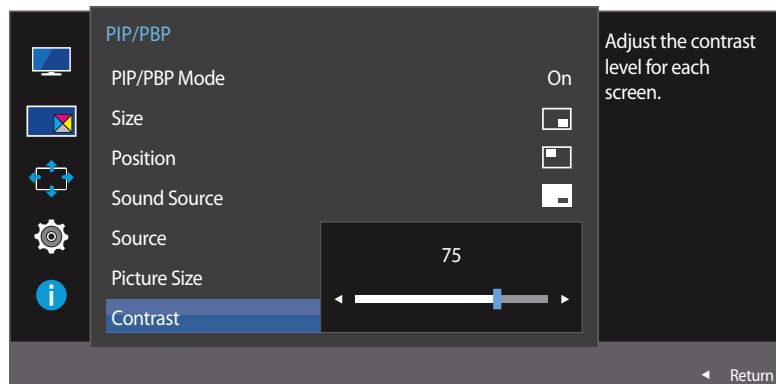 PIP/PBP
PIP/PBP Mode On
Size
Position
Sound Source
Source
Picture Size
Contrast
75
Adjust the contrast
level for each
screen.
Return